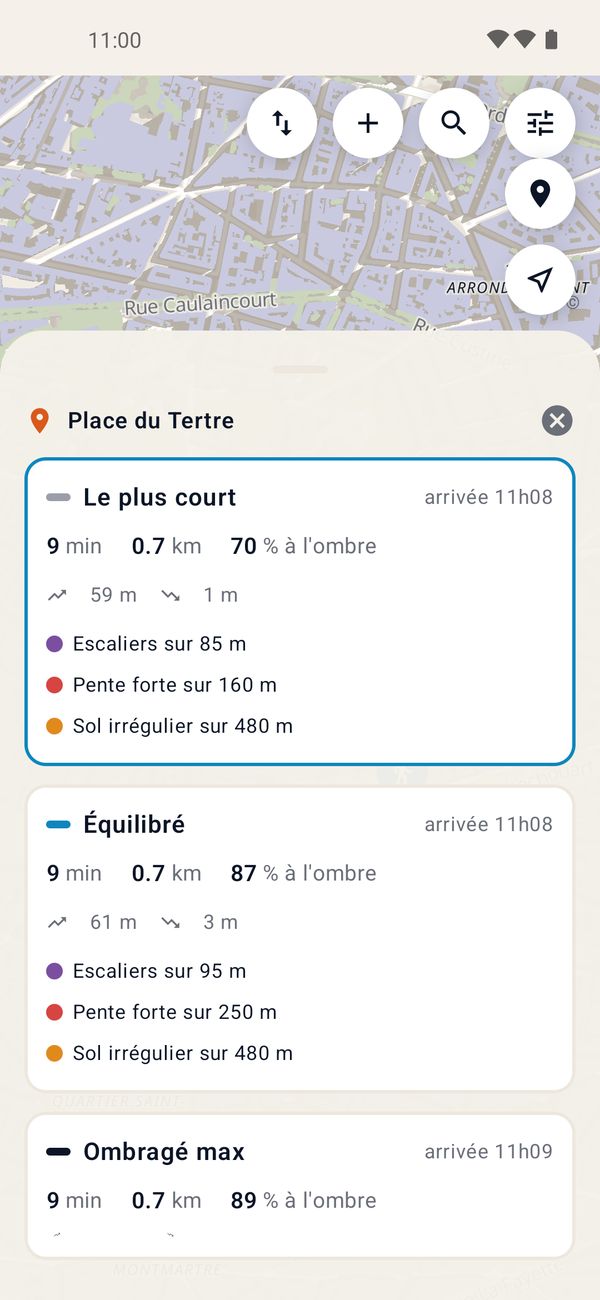 11:00
Rue Caulaincourt
Place du Tertre
Le plus court
arrivée 11h08
9 min 0.7 km 70 % à l'ombre
59 m 1 m
Escaliers sur 85 m
Pente forte sur 160 m
Sol irrégulier sur 480 m
Équilibré
arrivée 11h08
9 min 0.7 km 87 % à l'ombre
61 m 3 m
Escaliers sur 95 m
Pente forte sur 250 m
Sol irrégulier sur 480 m
QUARTIER SAINT-
Ombragé max
arrivée 11h09
9 min 0.7 km 89 % à l'ombre
MONTMARTRE